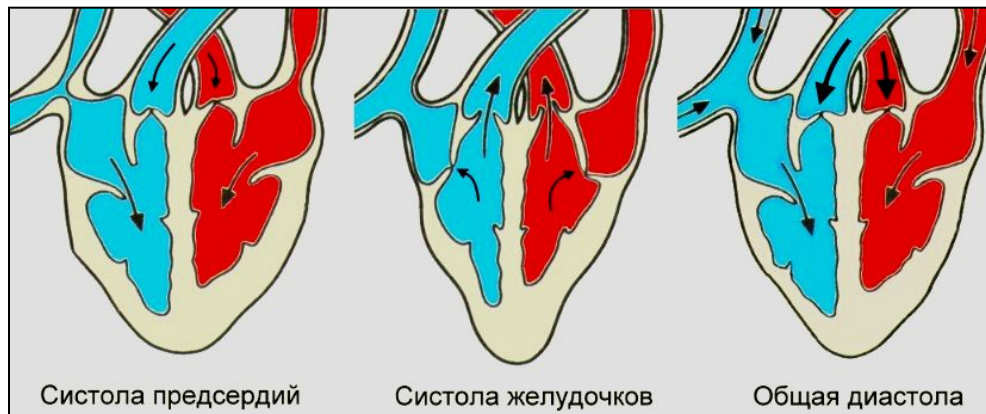 Систола предсердий
Систола желудочков
Общая диастола